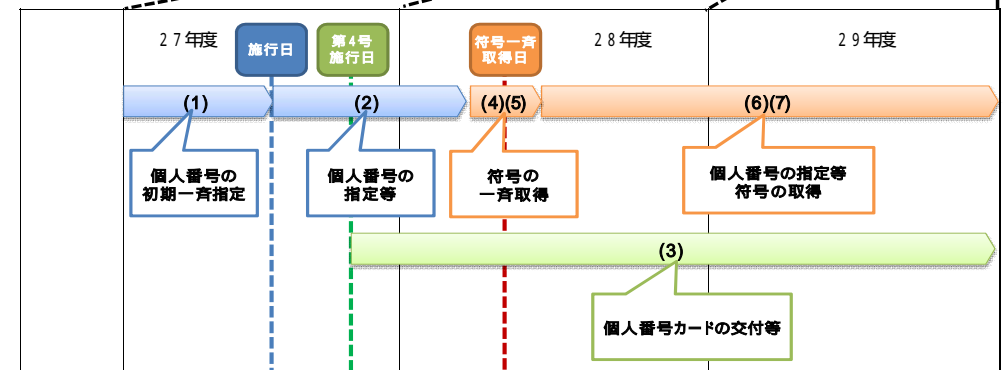 27年度
施行日
第4号
施行日
符号一斉
取得日
28年度
29年度
(1)
(2)
(4)(5)
(6)(7)
個人番号の
初期一斉指定
個人番号の
指定等
符号の
一斉取得
個人番号の指定等
符号の取得
(3)
個人番号カードの交付等